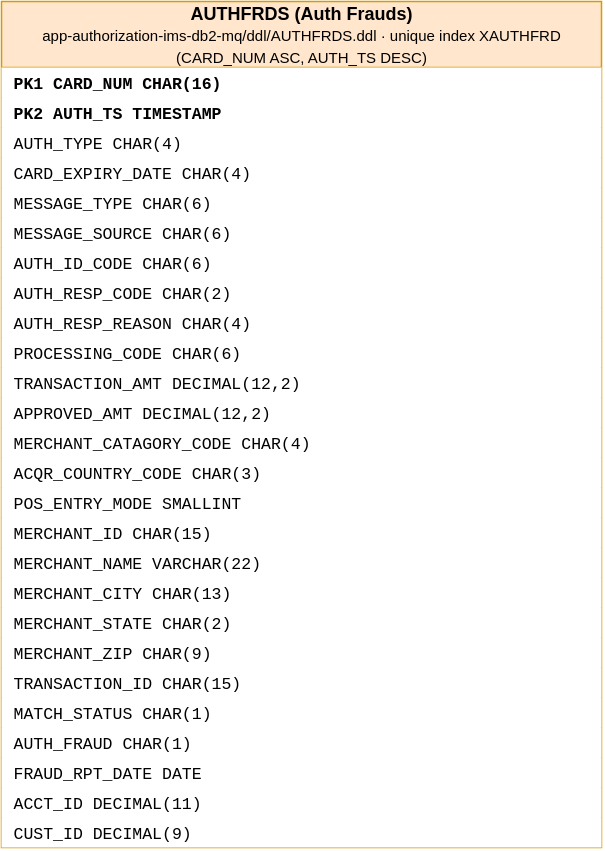 AUTHFRDS (Auth Frauds)
app-authorization-ims-db2-mq/ddl/AUTHFRDS.ddl · unique index XAUTHFRD
(CARD_NUM ASC, AUTH_TS DESC)
PK1 CARD_NUM CHAR(16)
PK2 AUTH_TS TIMESTAMP
AUTH_TYPE CHAR(4)
CARD_EXPIRY_DATE CHAR(4)
MESSAGE_TYPE CHAR(6)
MESSAGE_SOURCE CHAR(6)
AUTH_ID_CODE CHAR(6)
AUTH_RESP_CODE CHAR(2)
AUTH_RESP_REASON CHAR(4)
PROCESSING_CODE CHAR(6)
TRANSACTION_AMT DECIMAL(12,2)
APPROVED_AMT DECIMAL(12,2)
MERCHANT_CATAGORY_CODE CHAR(4)
ACQR_COUNTRY_CODE CHAR(3)
POS_ENTRY_MODE SMALLINT
MERCHANT_ID CHAR(15)
MERCHANT_NAME VARCHAR(22)
MERCHANT_CITY CHAR(13)
MERCHANT_STATE CHAR(2)
MERCHANT_ZIP CHAR(9)
TRANSACTION_ID CHAR(15)
MATCH_STATUS CHAR(1)
AUTH_FRAUD CHAR(1)
FRAUD_RPT_DATE DATE
ACCT_ID DECIMAL(11)
CUST_ID DECIMAL(9)